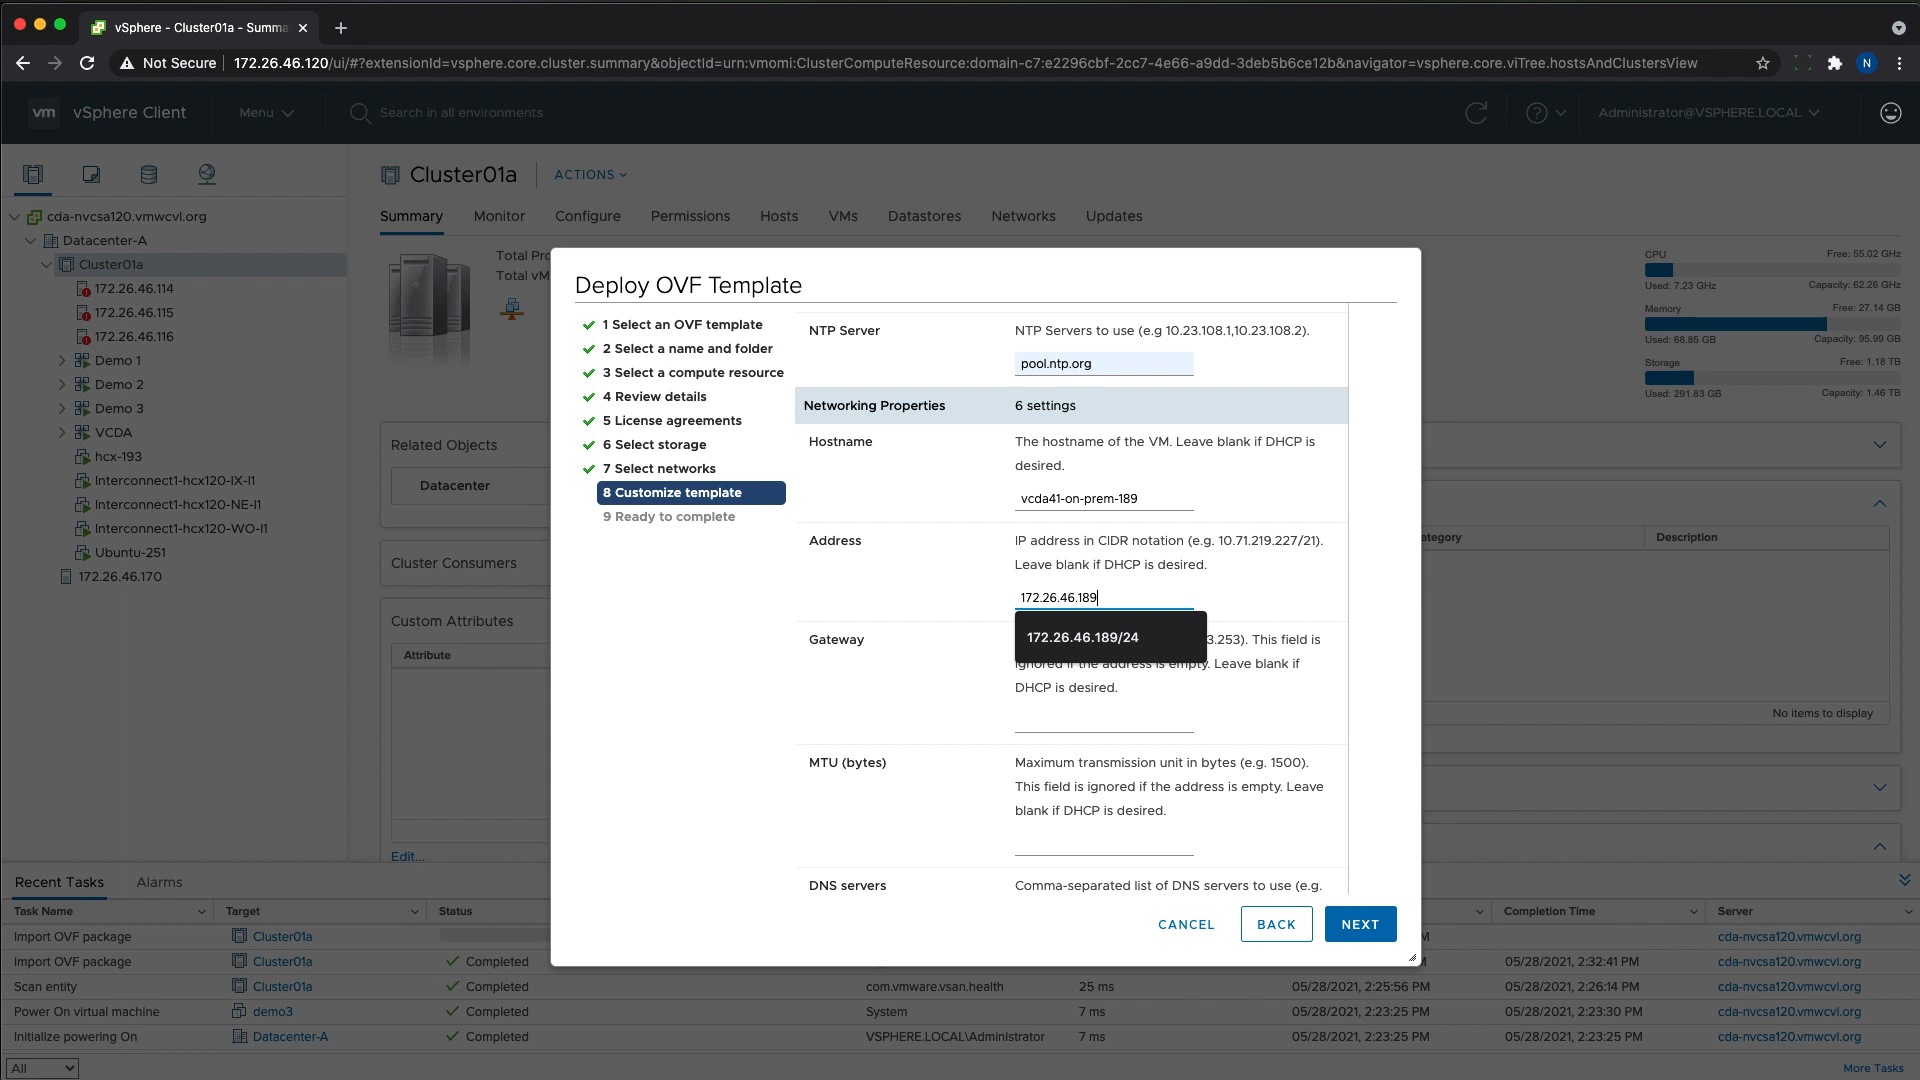 vSphere - Cluster01a - Summa
Not Secure
172.26.46.120/ui/#?extensionId=vsphere.core.cluster.summary&objectId=urn:vmomi:ClusterComputeResource:domain-c7:e2296cbf-2cc7-4e66-a9dd-3deb5b6ce12b&navigator=vsphere.core.viTree.hostsAndClustersView
N
vm
vSphere Client
Menu
Search in all environments
Administrator@VSPHERE.LOCAL
cda-nvcsa120.vmwcvl.org
Datacenter-A
Cluster01a
172.26.46.114
172.26.46.115
172.26.46.116
Demo 1
Demo 2
Demo 3
VCDA
hcx-193
Interconnect1-hcx120-IX-I1
Interconnect1-hcx120-NE-I1
Interconnect1-hcx120-WO-I1
Ubuntu-251
172.26.46.170
Cluster01a
ACTIONS
Summary Monitor Configure Permissions Hosts VMs Datastores Networks Updates
Total Pro
Total vM
CPU Free: 55.02 GHz
Used: 7.23 GHz Capacity: 62.26 GHz
Memory Free: 27.14 GB
Used: 68.85 GB Capacity: 95.99 GB
Storage Free: 1.18 TB
Used: 291.83 GB Capacity: 1.46 TB
Related Objects
Datacenter
Cluster Consumers
Custom Attributes
Attribute
Edit...
ategory Description
No items to display
Deploy OVF Template
1 Select an OVF template
2 Select a name and folder
3 Select a compute resource
4 Review details
5 License agreements
6 Select storage
7 Select networks
8 Customize template
9 Ready to complete
NTP Server
NTP Servers to use (e.g 10.23.108.1,10.23.108.2).
pool.ntp.org
Networking Properties 6 settings
Hostname
The hostname of the VM. Leave blank if DHCP is
desired.
vcda41-on-prem-189
Address
IP address in CIDR notation (e.g. 10.71.219.227/21).
Leave blank if DHCP is desired.
172.26.46.189
172.26.46.189/24
Gateway
3.253). This field is
ignored if the address is empty. Leave blank if
DHCP is desired.
MTU (bytes)
Maximum transmission unit in bytes (e.g. 1500).
This field is ignored if the address is empty. Leave
blank if DHCP is desired.
DNS servers
Comma-separated list of DNS servers to use (e.g.
CANCEL BACK NEXT
Recent Tasks Alarms
Task Name Target Status Completion Time Server
Import OVF package Cluster01a M cda-nvcsa120.vmwcvl.org
Import OVF package Cluster01a Completed 05/28/2021, 2:32:41 PM cda-nvcsa120.vmwcvl.org
Scan entity Cluster01a Completed com.vmware.vsan.health 25 ms 05/28/2021, 2:25:56 PM 05/28/2021, 2:26:14 PM cda-nvcsa120.vmwcvl.org
Power On virtual machine demo3 Completed System 7 ms 05/28/2021, 2:23:25 PM 05/28/2021, 2:23:30 PM cda-nvcsa120.vmwcvl.org
Initialize powering On Datacenter-A Completed VSPHERE.LOCAL\Administrator 7 ms 05/28/2021, 2:23:25 PM 05/28/2021, 2:23:25 PM cda-nvcsa120.vmwcvl.org
All
More Tasks